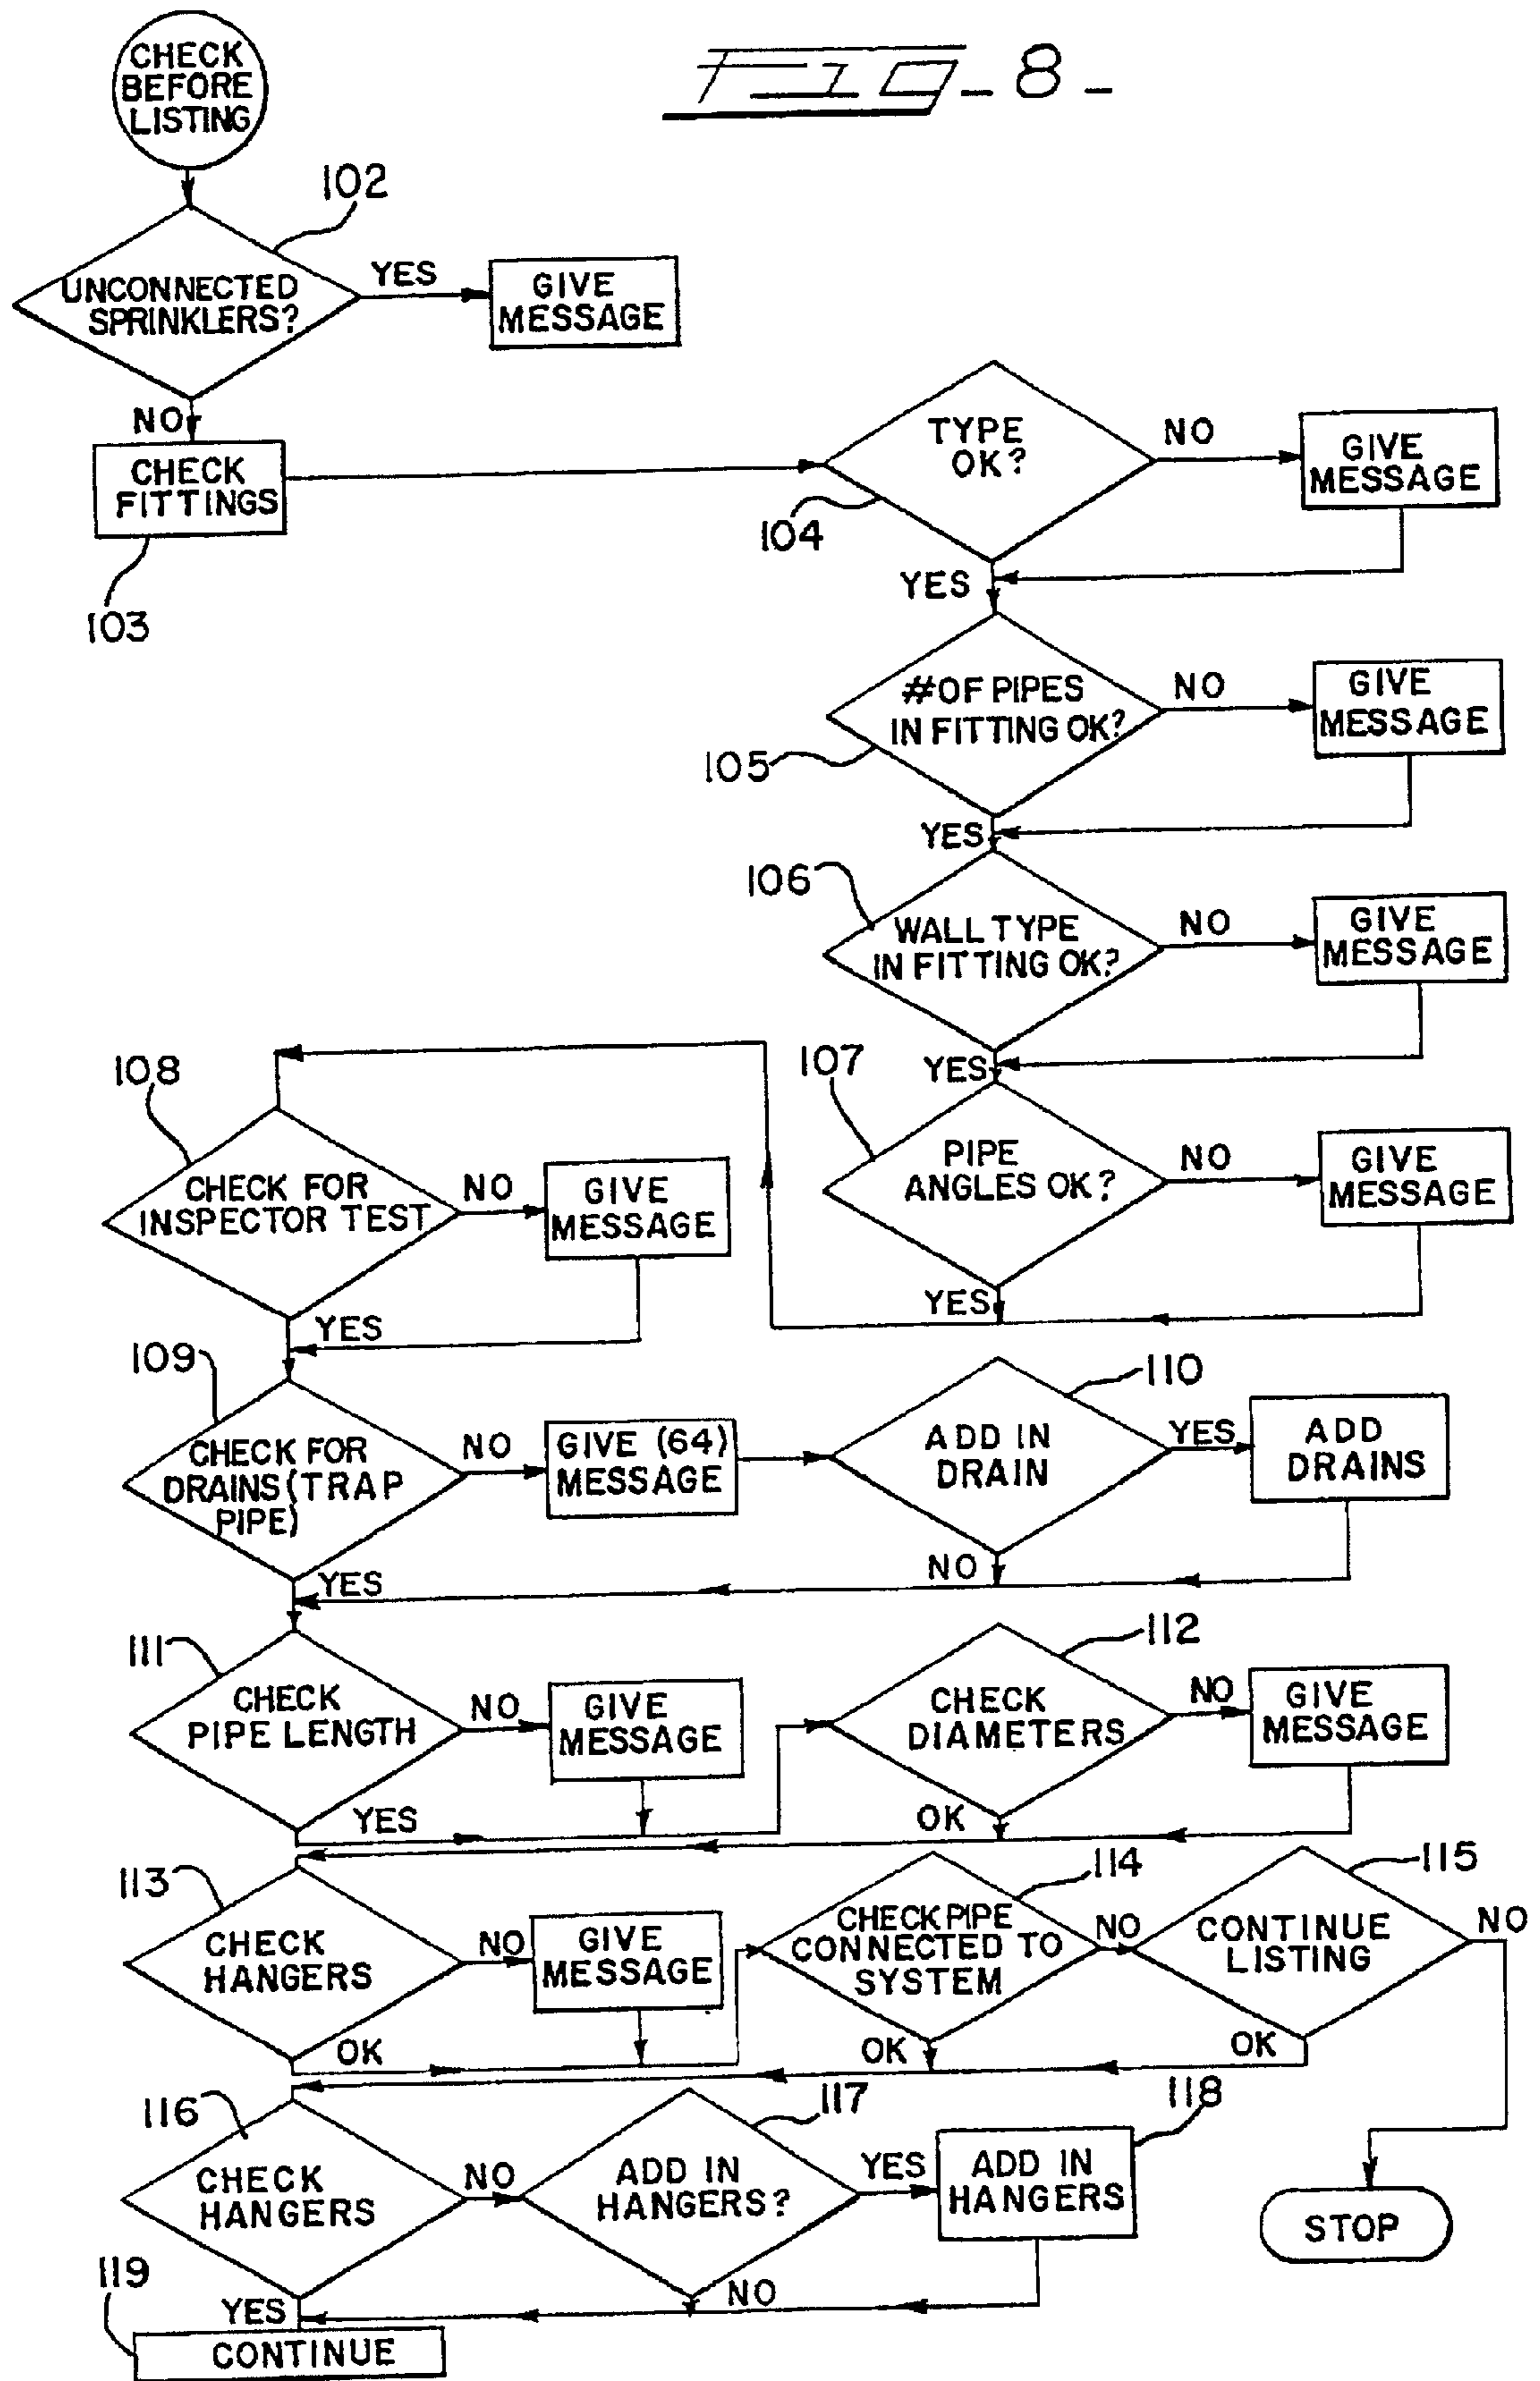 CHECK
BEFORE
LISTING
Fig-8-
102
UNCONNECTED
SPRINKLERS?
YES
GIVE
MESSAGE
NO
CHECK
FITTINGS
103
TYPE
OK?
104
NO
GIVE
MESSAGE
YES
#OF PIPES
IN FITTING OK?
105
NO
GIVE
MESSAGE
YES
106
WALL TYPE
IN FITTING OK?
NO
GIVE
MESSAGE
YES
107
PIPE
ANGLES OK?
NO
GIVE
MESSAGE
YES
108
CHECK FOR
INSPECTOR TEST
NO
GIVE
MESSAGE
YES
109
CHECK FOR
DRAINS (TRAP
PIPE)
NO
GIVE (64)
MESSAGE
110
ADD IN
DRAIN
YES
ADD
DRAINS
NO
YES
111
CHECK
PIPE LENGTH
NO
GIVE
MESSAGE
YES
112
CHECK
DIAMETERS
NO
GIVE
MESSAGE
OK
113
CHECK
HANGERS
NO
GIVE
MESSAGE
OK
114
CHECK PIPE
CONNECTED TO
SYSTEM
NO
OK
115
CONTINUE
LISTING
NO
OK
STOP
116
CHECK
HANGERS
NO
117
ADD IN
HANGERS?
YES
118
ADD IN
HANGERS
NO
YES
119
CONTINUE